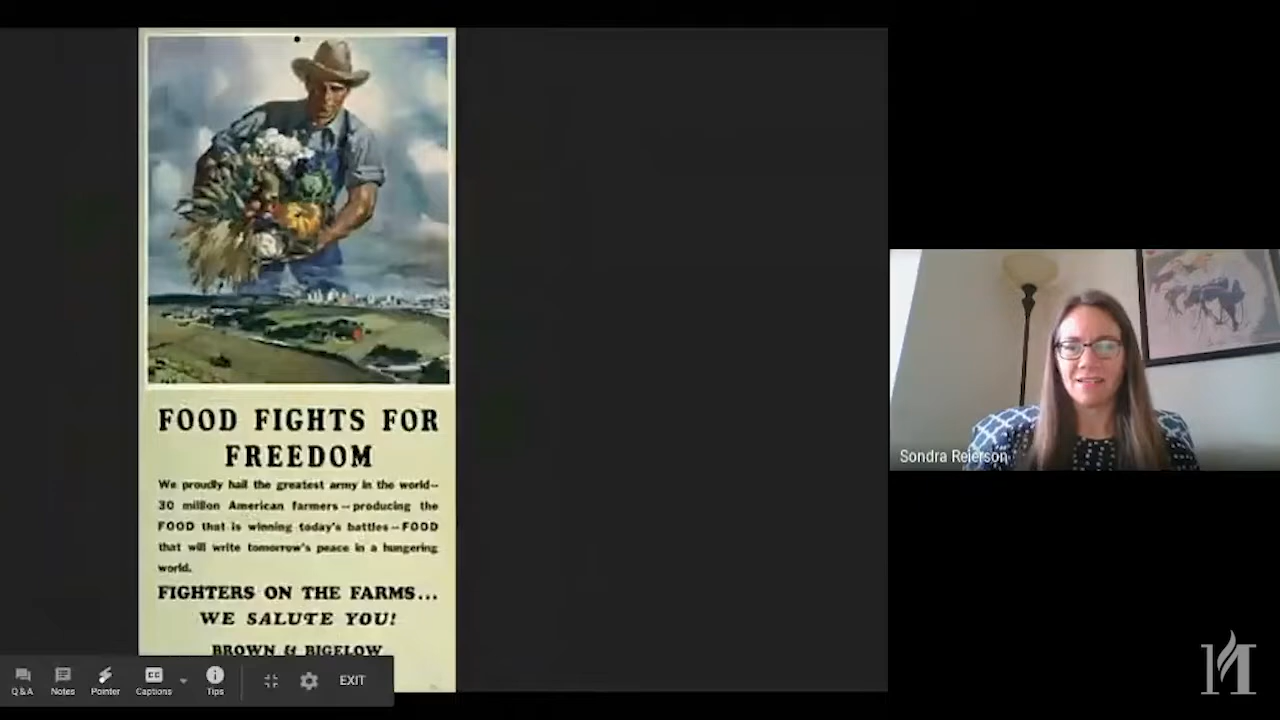 FOOD FIGHTS FOR
FREEDOM
We proudly hail the greatest army in the world—
30 million American farmers—producing the
FOOD that is winning today's battles—FOOD
that will write tomorrow's peace in a hungering
world.
FIGHTERS ON THE FARMS...
WE SALUTE YOU!
BROWN & BIGELOW
Sondra Reierson
Q&A
Notes
Pointer
Captions
Tips
EXIT
CC
M